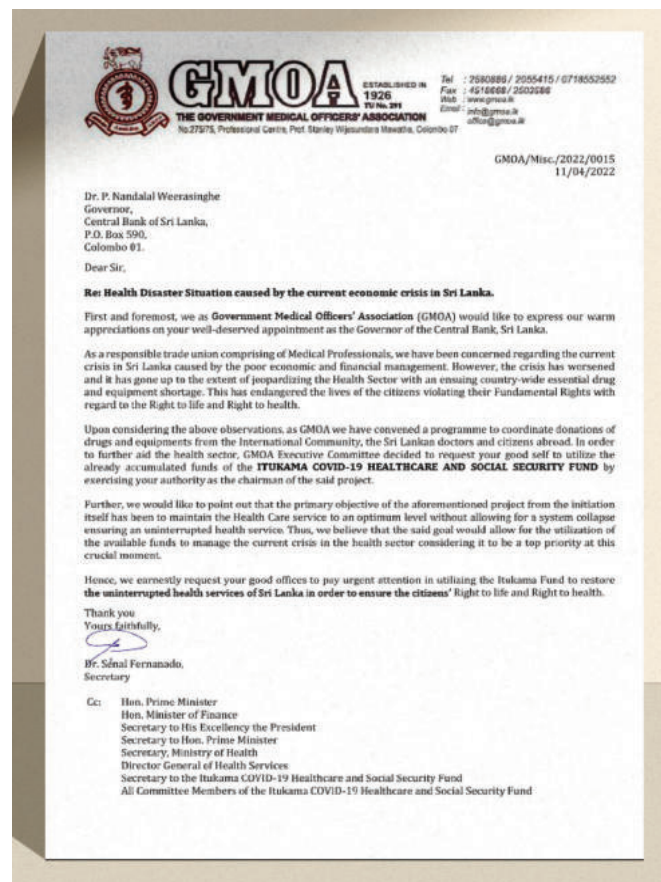 GMOA
ESTABLISHED IN
1926
TU No. 291
THE GOVERNMENT MEDICAL OFFICERS' ASSOCIATION
No.275/75, Professional Centre, Prof. Stanley Wijesundara Mawatha, Colombo 07
Tel : 2580886 / 2055415 / 0718552552
Fax :
Web : www.gmoa.lk
Email : info@gmoa.lk
office@gmoa.lk
GMOA/Misc./2022/0015
11/04/2022
Dr. P. Nandalal Weerasinghe
Governor,
Central Bank of Sri Lanka,
P.O. Box 590,
Colombo 01.
Dear Sir,
Re: Health Disaster Situation caused by the current economic crisis in Sri Lanka.
First and foremost, we as Government Medical Officers' Association (GMOA) would like to express our warm
appreciations on your well-deserved appointment as the Governor of the Central Bank, Sri Lanka.
As a responsible trade union comprising of Medical Professionals, we have been concerned regarding the current
crisis in Sri Lanka caused by the poor economic and financial management. However, the crisis has worsened
and it has gone up to the extent of jeopardizing the Health Sector with an ensuing country-wide essential drug
and equipment shortage. This has endangered the lives of the citizens violating their Fundamental Rights with
regard to the Right to life and Right to health.
Upon considering the above observations, as GMOA we have convened a programme to coordinate donations of
drugs and equipments from the International Community, the Sri Lankan doctors and citizens abroad. In order
to further aid the health sector, GMOA Executive Committee decided to request your good self to utilize the
already accumulated funds of the ITUKAMA COVID-19 HEALTHCARE AND SOCIAL SECURITY FUND by
exercising your authority as the chairman of the said project.
Further, we would like to point out that the primary objective of the aforementioned project from the initiation
itself has been to maintain the Health Care service to an optimum level without allowing for a system collapse
ensuring an uninterrupted health service. Thus, we believe that the said goal would allow for the utilization of
the available funds to manage the current crisis in the health sector considering it to be a top priority at this
crucial moment.
Hence, we earnestly request your good offices to pay urgent attention in utilizing the Itukama Fund to restore
the uninterrupted health services of Sri Lanka in order to ensure the citizens' Right to life and Right to health.
Thank you
Yours faithfully,
Dr. Senal Fernanado,
Secretary
Cc: Hon. Prime Minister
Hon. Minister of Finance
Secretary to His Excellency the President
Secretary to Hon. Prime Minister
Secretary, Ministry of Health
Director General of Health Services
Secretary to the Itukama COVID-19 Healthcare and Social Security Fund
All Committee Members of the Itukama COVID-19 Healthcare and Social Security Fund